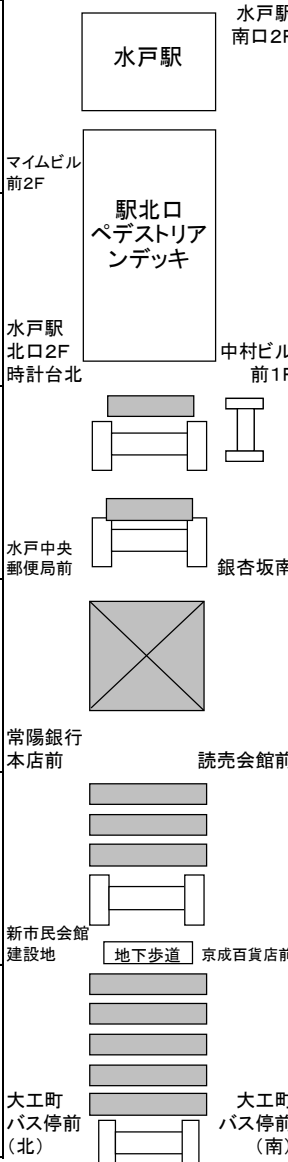 水戸駅
南口2F
水戸駅
マイムビル
前2F
駅北口
ペデストリア
ンデッキ
水戸駅
北口2F
時計台北
中村ビル
前1F
水戸中央
郵便局前
銀杏坂南
常陽銀行
本店前
読売会館前
新市民会館
建設地
地下歩道
京成百貨店前
大工町
バス停前
(北)
大工町
バス停前
(南)